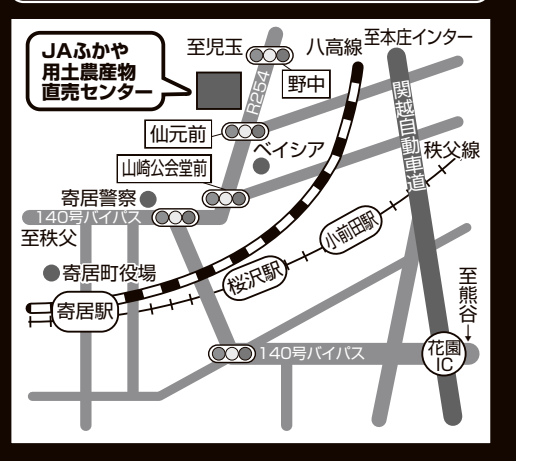 至児玉
八高線
至本庄インター
JAふかや
用土農産物
直売センター
R254
野中
関越自動車道
仙元前
ベイシア
秩父線
山崎公会堂前
寄居警察
140号バイパス
至秩父
小前田駅
寄居町役場
桜沢駅
至熊谷→
寄居駅
140号バイパス
花園
IC